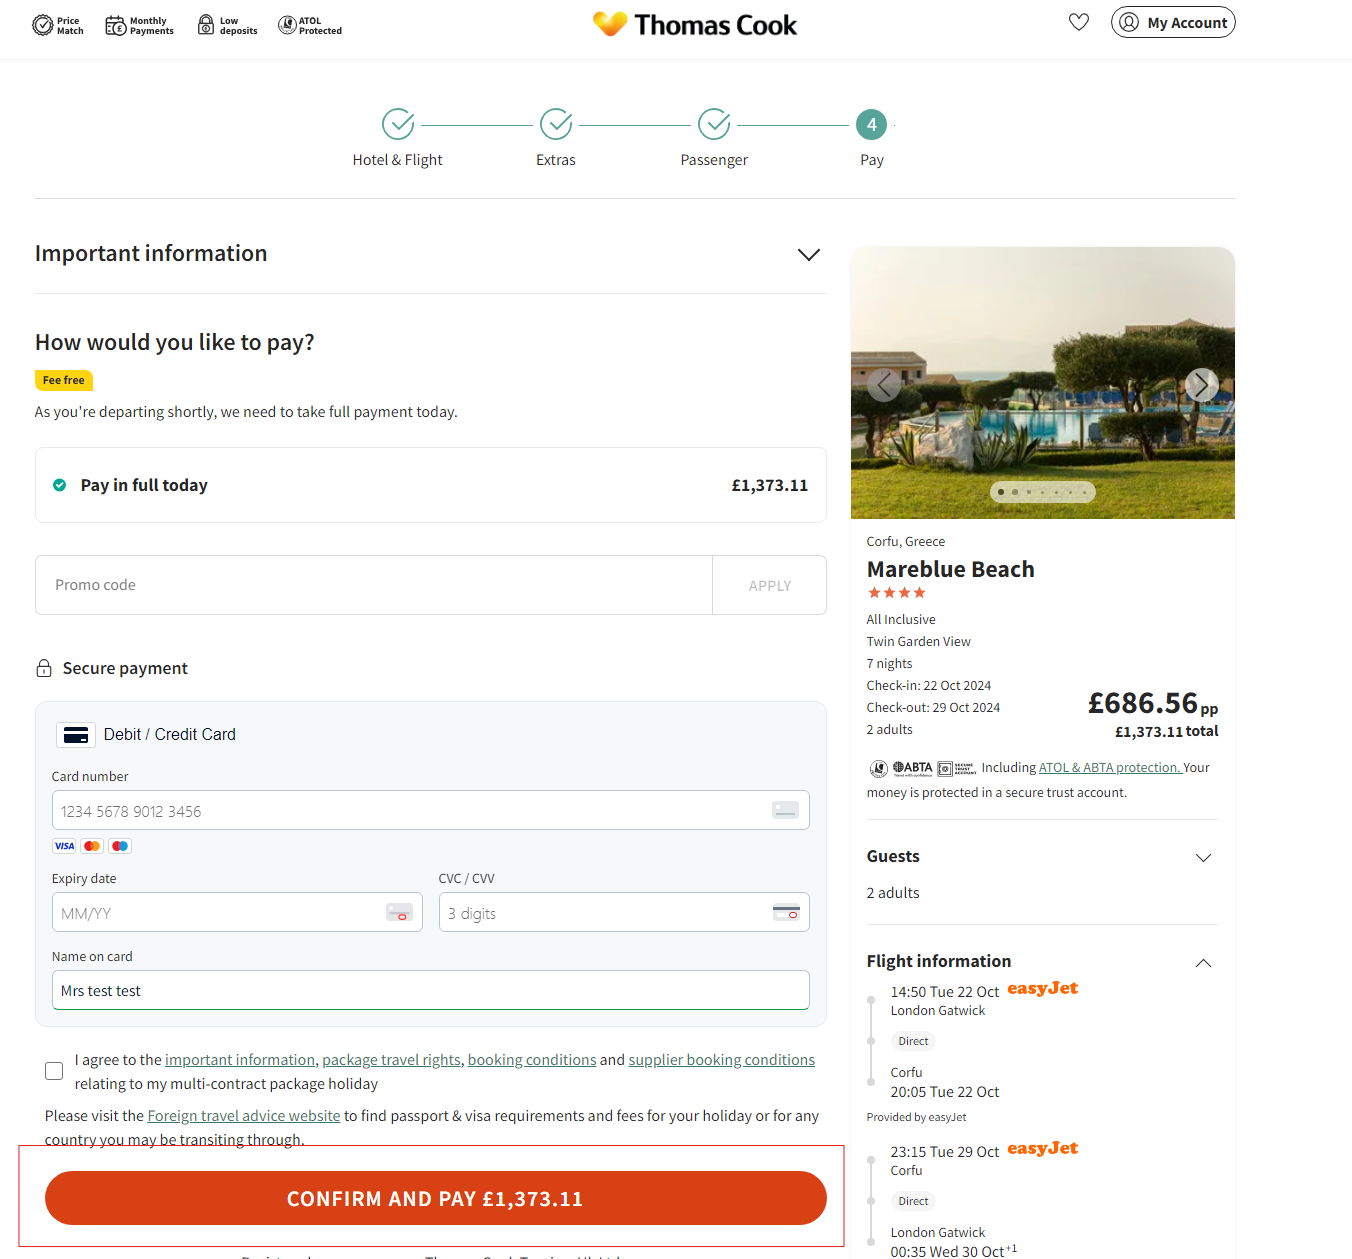 Price Match
Monthly Payments
Low deposits
ATOL Protected
Thomas Cook
My Account
4
Hotel & Flight
Extras
Passenger
Pay
Important information
How would you like to pay?
Fee free
As you're departing shortly, we need to take full payment today.
Pay in full today £1,373.11
Promo code APPLY
Secure payment
Debit / Credit Card
Card number
1234 5678 9012 3456
VISA
Expiry date
CVC / CVV
MM/YY
3 digits
Name on card
Mrs test test
I agree to the important information, package travel rights, booking conditions and supplier booking conditions
relating to my multi-contract package holiday
Please visit the Foreign travel advice website to find passport & visa requirements and fees for your holiday or for any
country you may be transiting through.
CONFIRM AND PAY £1,373.11
Corfu, Greece
Mareblue Beach
All Inclusive
Twin Garden View
7 nights
Check-in: 22 Oct 2024
Check-out: 29 Oct 2024
2 adults
£686.56pp
£1,373.11 total
ABTA Including ATOL & ABTA protection. Your
money is protected in a secure trust account.
Guests
2 adults
Flight information
14:50 Tue 22 Oct easyJet
London Gatwick
Direct
Corfu
20:05 Tue 22 Oct
Provided by easyJet
23:15 Tue 29 Oct easyJet
Corfu
Direct
London Gatwick
00:35 Wed 30 Oct+1